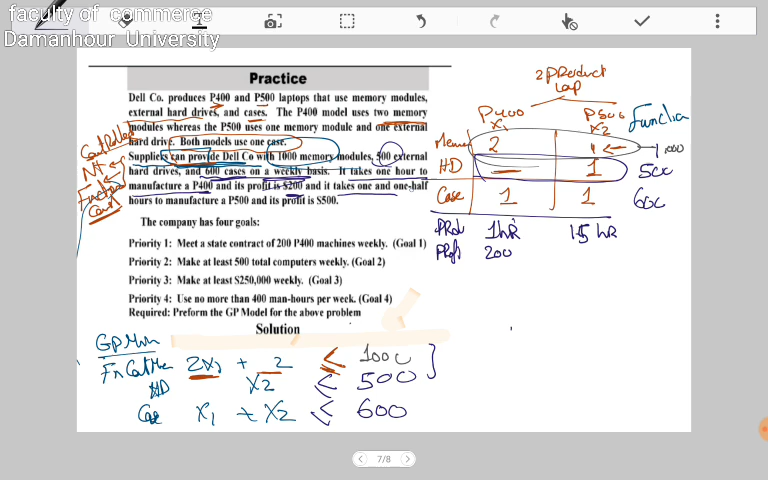 faculty of commerce
Damanhour University
Practice
Dell Co. produces P400 and P500 laptops that use memory modules,
external hard drives, and cases. The P400 model uses two memory
modules whereas the P500 uses one memory module and one external
hard drive. Both models use one case.
Suppliers can provide Dell Co with 1000 memory modules, 500 external
hard drives, and 600 cases on a weekly basis. It takes one hour to
manufacture a P400 and its profit is $200 and it takes one and one-half
hours to manufacture a P500 and its profit is $500.
The company has four goals:
Priority 1: Meet a state contract of 200 P400 machines weekly. (Goal 1)
Priority 2: Make at least 500 total computers weekly. (Goal 2)
Priority 3: Make at least $250,000 weekly. (Goal 3)
Priority 4: Use no more than 400 man-hours per week. (Goal 4)
Required: Preform the GP Model for the above problem
Solution
2 Product
Lap
P400 P500
X1 X2
2 1 1000
HD — 1 500
Case 1 1 600
1hR 1.5 hR
200
GP Min
2X1 + 2 ≤ 1000
HD X2 ≤ 500
X1 + X2 ≤ 600
7/8